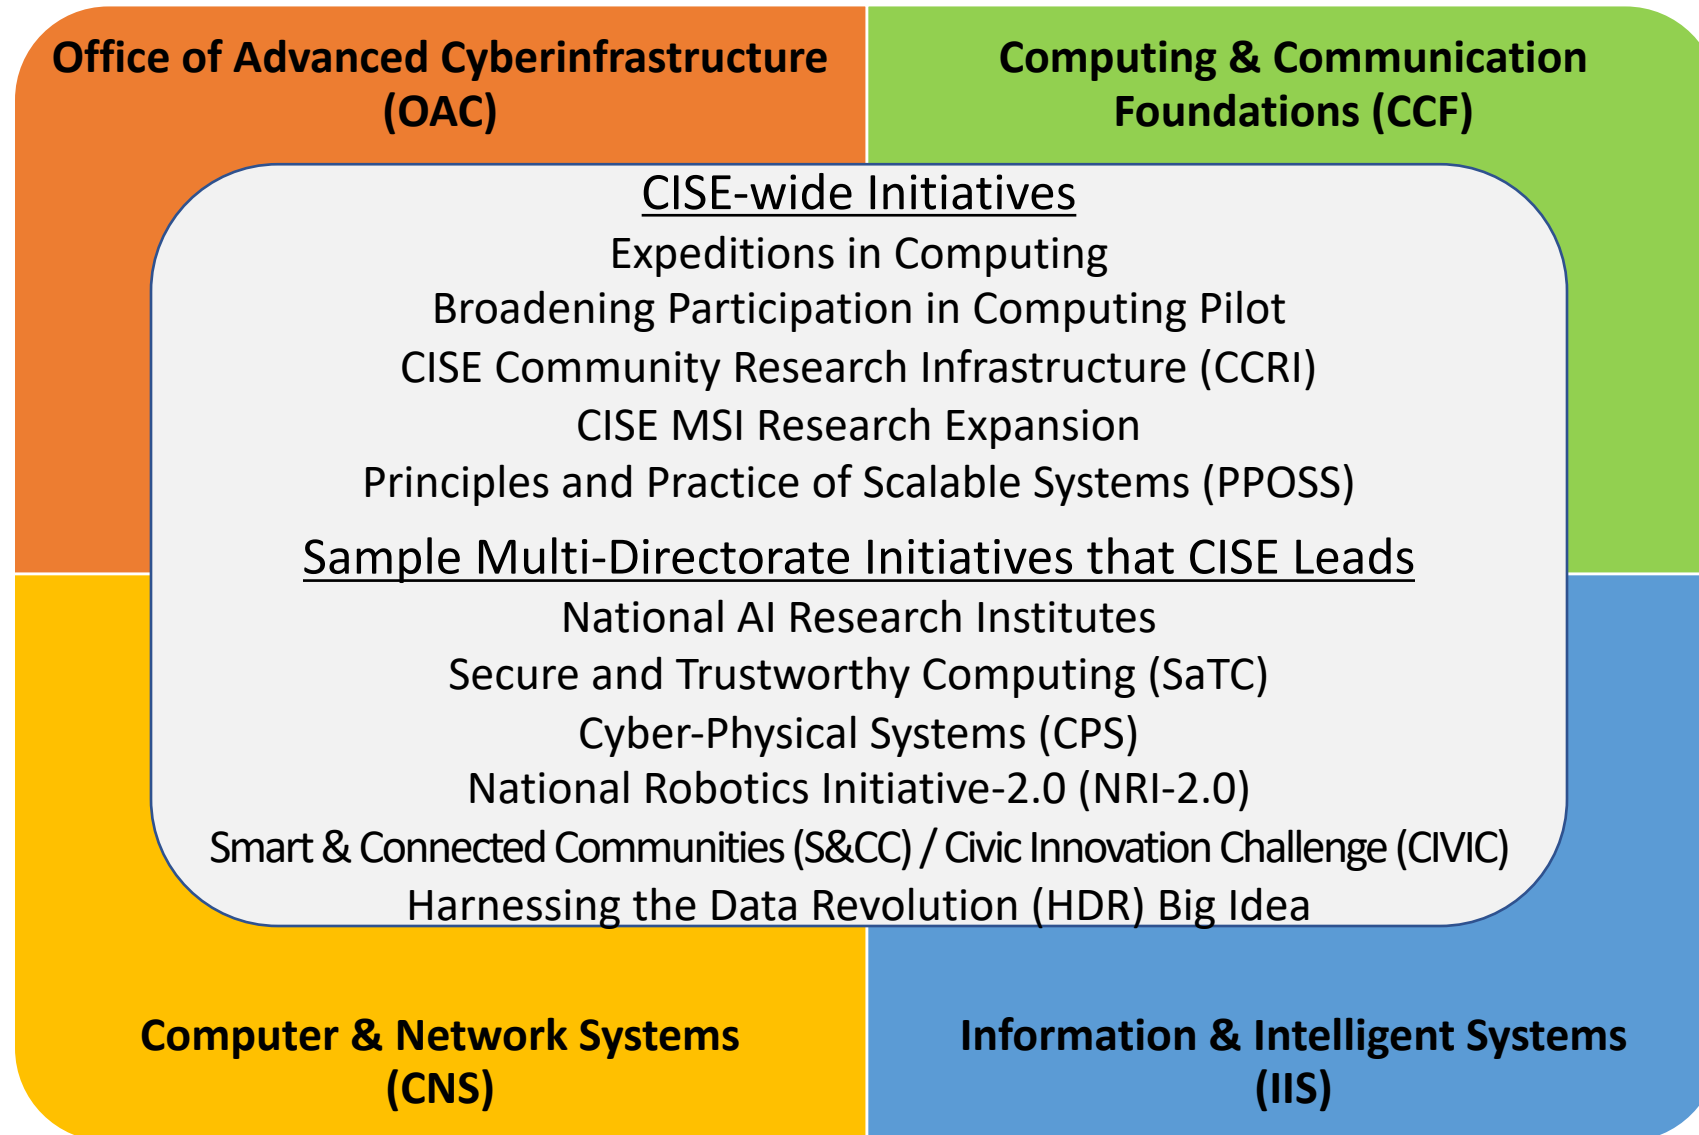 Office of Advanced Cyberinfrastructure
(OAC)
Computing & Communication
Foundations (CCF)
CISE-wide Initiatives
Expeditions in Computing
Broadening Participation in Computing Pilot
CISE Community Research Infrastructure (CCRI)
CISE MSI Research Expansion
Principles and Practice of Scalable Systems (PPOSS)
Sample Multi-Directorate Initiatives that CISE Leads
National AI Research Institutes
Secure and Trustworthy Computing (SaTC)
Cyber-Physical Systems (CPS)
National Robotics Initiative-2.0 (NRI-2.0)
Smart & Connected Communities (S&CC) / Civic Innovation Challenge (CIVIC)
Harnessing the Data Revolution (HDR) Big Idea
Computer & Network Systems
(CNS)
Information & Intelligent Systems
(IIS)